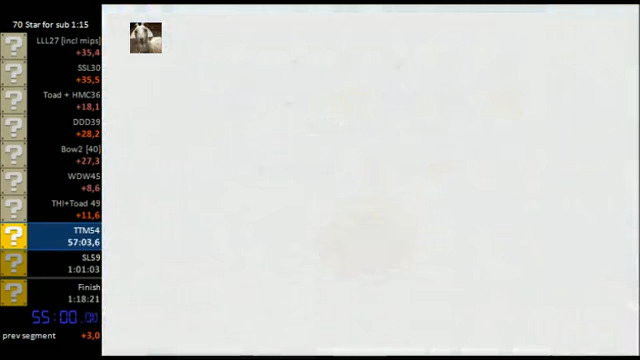 70 Star for sub 1:15
LLL27 [incl mips]
+35,4
SSL30
+35,5
Toad + HMC36
+18,1
DDD39
+28,2
Bow2 [40]
+27,3
WDW45
+8,6
THI+Toad 49
+11,6
TTM54
57:03,6
SL59
1:01:03
Finish
1:18:21
55:00.00
prev segment +3,0